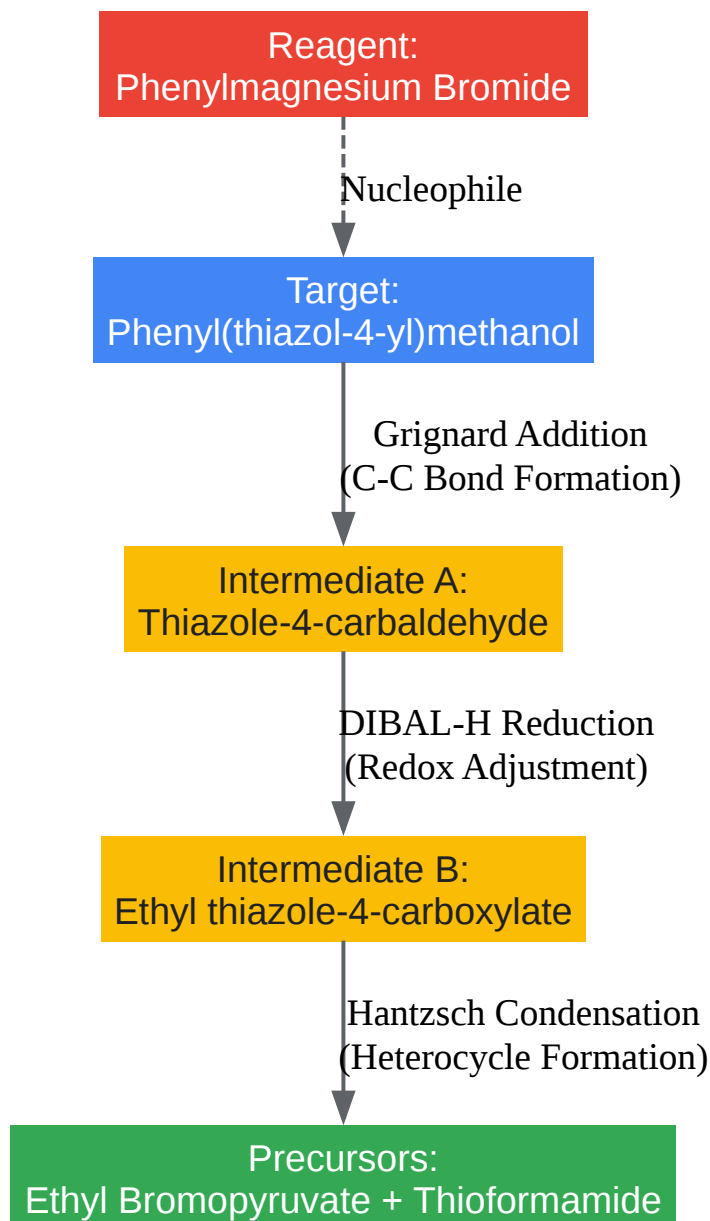 Reagent:
Phenylmagnesium Bromide
Nucleophile
Target:
Phenyl(thiazol-4-yl)methanol
Grignard Addition
(C-C Bond Formation)
Intermediate A:
Thiazole-4-carbaldehyde
DIBAL-H Reduction
(Redox Adjustment)
Intermediate B:
Ethyl thiazole-4-carboxylate
Hantzsch Condensation
(Heterocycle Formation)
Precursors:
Ethyl Bromopyruvate + Thioformamide